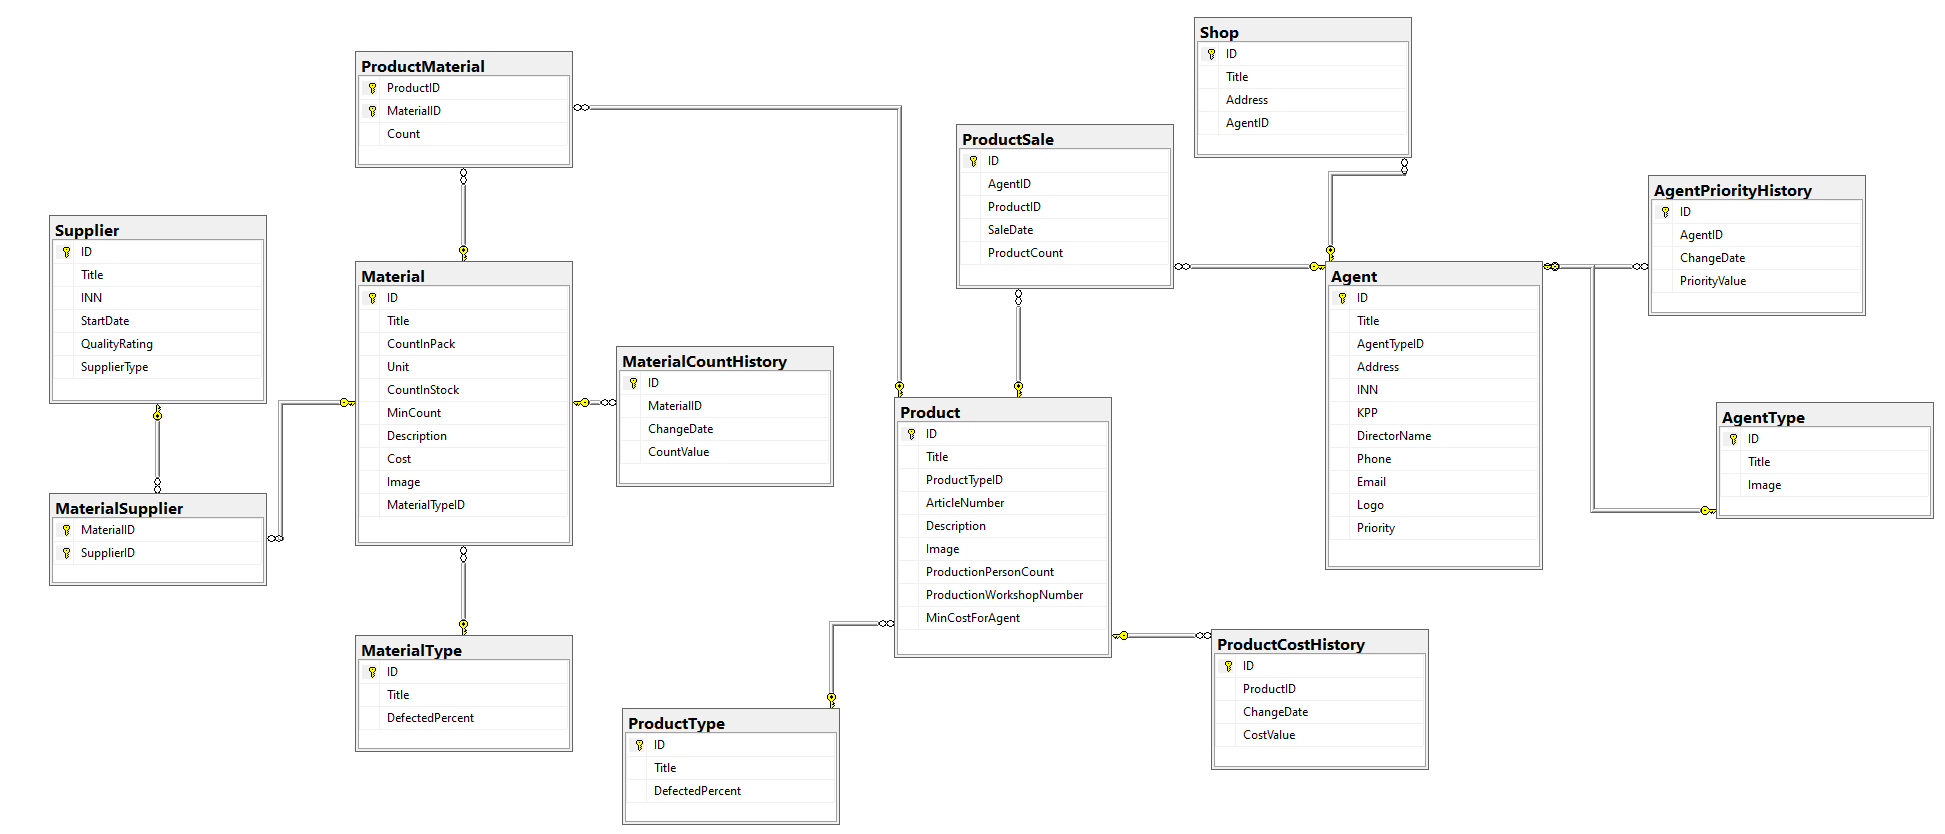 Shop
ID
Title
Address
AgentID
ProductMaterial
ProductID
MaterialID
Count
ProductSale
ID
AgentID
ProductID
SaleDate
ProductCount
AgentPriorityHistory
ID
AgentID
ChangeDate
PriorityValue
Supplier
ID
Title
INN
StartDate
QualityRating
SupplierType
Material
ID
Title
CountInPack
Unit
CountInStock
MinCount
Description
Cost
Image
MaterialTypeID
Agent
ID
Title
AgentTypeID
Address
INN
KPP
DirectorName
Phone
Email
Logo
Priority
MaterialCountHistory
ID
MaterialID
ChangeDate
CountValue
Product
ID
Title
ProductTypeID
ArticleNumber
Description
Image
ProductionPersonCount
ProductionWorkshopNumber
MinCostForAgent
AgentType
ID
Title
Image
MaterialSupplier
MaterialID
SupplierID
MaterialType
ID
Title
DefectedPercent
ProductCostHistory
ID
ProductID
ChangeDate
CostValue
ProductType
ID
Title
DefectedPercent